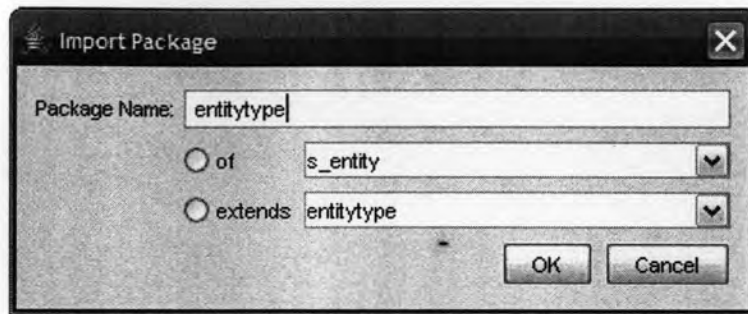 Import Package
Package Name: entitytype
of s_entity
extends entitytype
OK Cancel